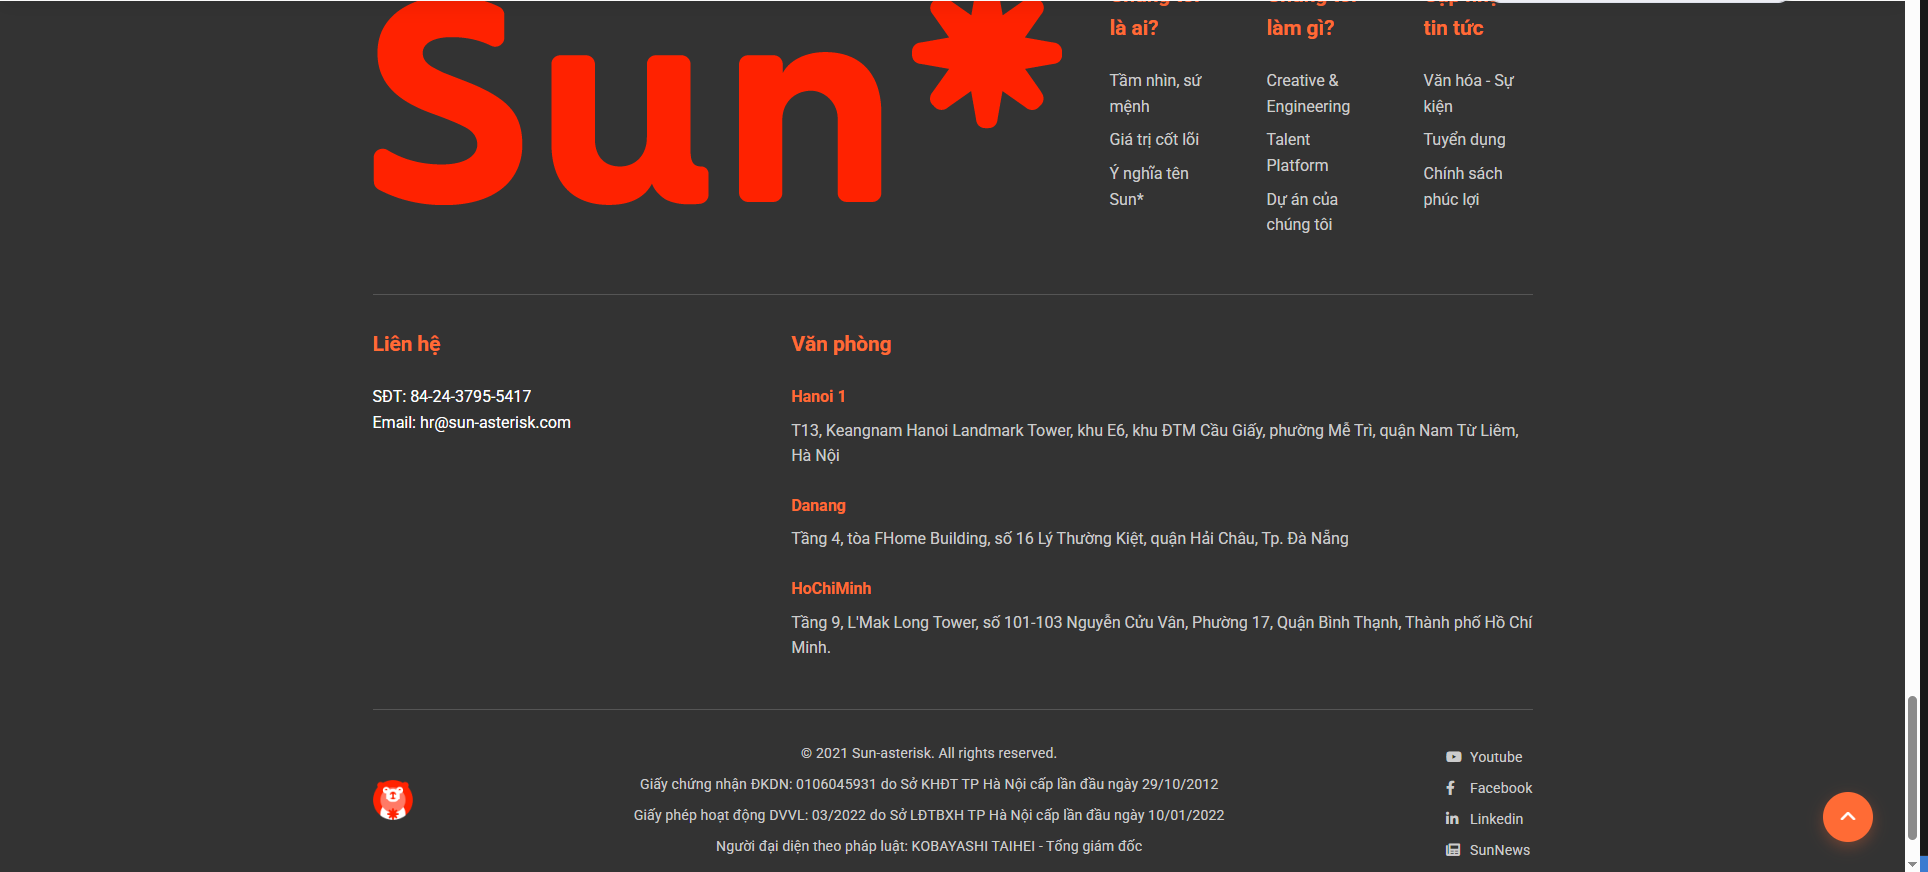 Sun*
là ai?
Tầm nhìn, sứ
mệnh
Giá trị cốt lõi
Ý nghĩa tên
Sun*
làm gì?
Creative &
Engineering
Talent
Platform
Dự án của
chúng tôi
tin tức
Văn hóa - Sự
kiện
Tuyển dụng
Chính sách
phúc lợi
Liên hệ
SĐT: 84-24-3795-5417
Email: hr@sun-asterisk.com
Văn phòng
Hanoi 1
T13, Keangnam Hanoi Landmark Tower, khu E6, khu ĐTM Cầu Giấy, phường Mễ Trì, quận Nam Từ Liêm,
Hà Nội
Danang
Tầng 4, tòa FHome Building, số 16 Lý Thường Kiệt, quận Hải Châu, Tp. Đà Nẵng
HoChiMinh
Tầng 9, L'Mak Long Tower, số 101-103 Nguyễn Cửu Vân, Phường 17, Quận Bình Thạnh, Thành phố Hồ Chí
Minh.
© 2021 Sun-asterisk. All rights reserved.
Giấy chứng nhận ĐKDN: 0106045931 do Sở KHĐT TP Hà Nội cấp lần đầu ngày 29/10/2012
Giấy phép hoạt động DVVL: 03/2022 do Sở LĐTBXH TP Hà Nội cấp lần đầu ngày 10/01/2022
Người đại diện theo pháp luật: KOBAYASHI TAIHEI - Tổng giám đốc
Youtube
Facebook
Linkedin
SunNews